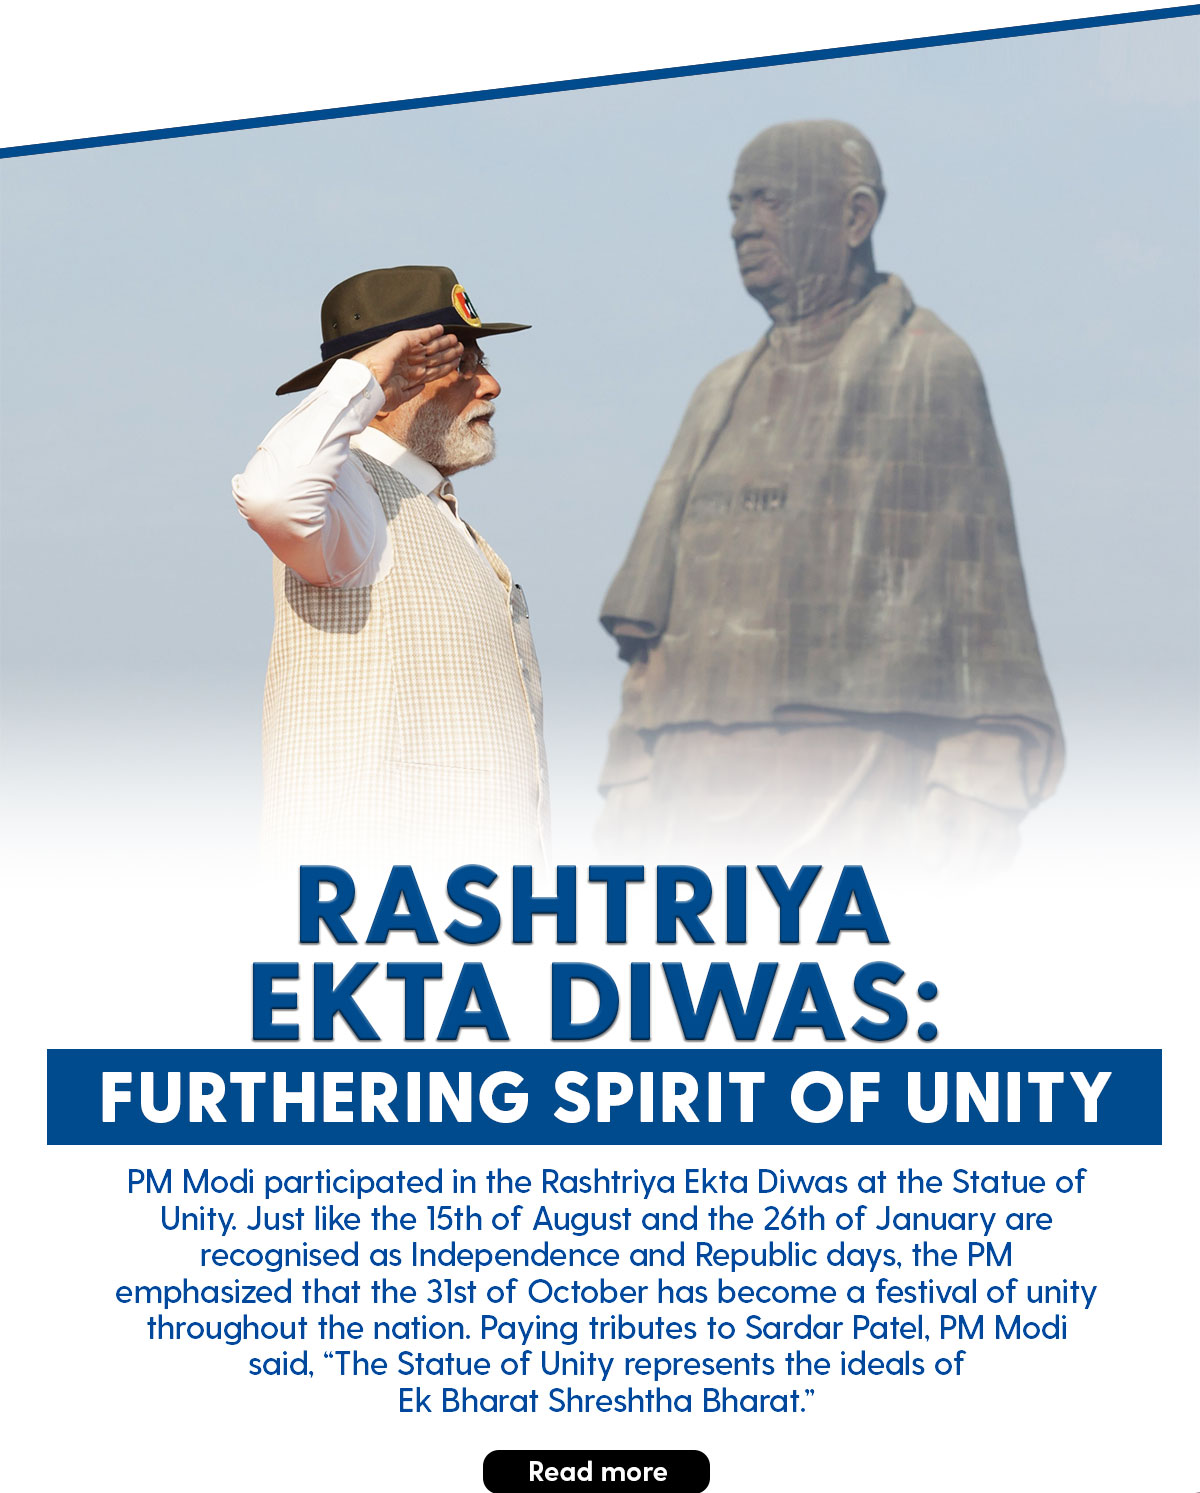 RASHTRIYA
EKTA DIWAS:
FURTHERING SPIRIT OF UNITY
PM Modi participated in the Rashtriya Ekta Diwas at the Statue of
Unity. Just like the 15th of August and the 26th of January are
recognised as Independence and Republic days, the PM
emphasized that the 31st of October has become a festival of unity
throughout the nation. Paying tributes to Sardar Patel, PM Modi
said, “The Statue of Unity represents the ideals of
Ek Bharat Shreshtha Bharat.”
Read more